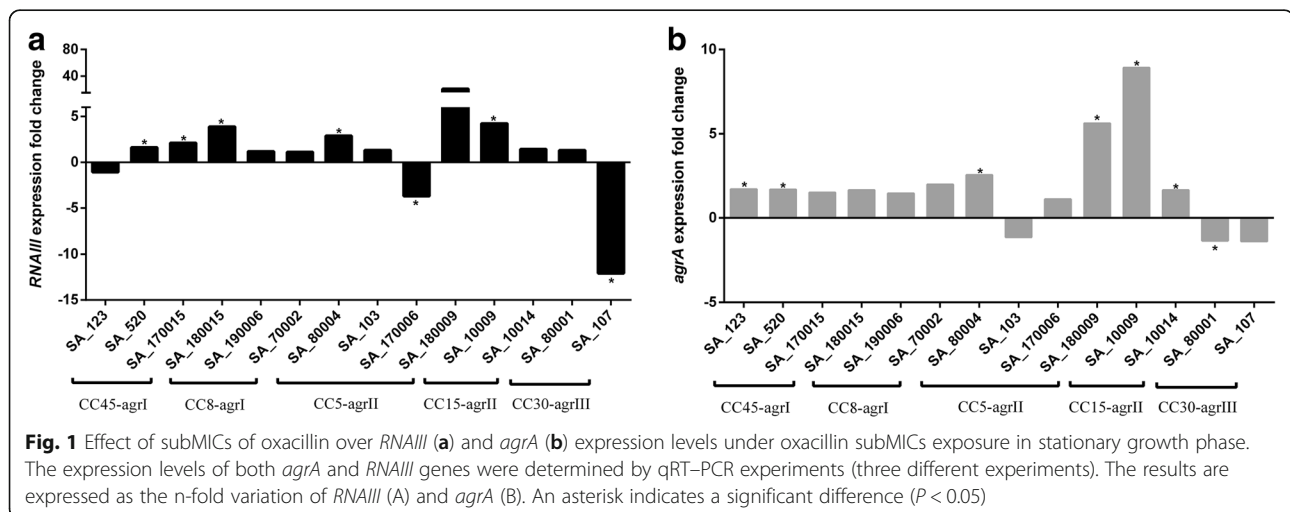 a
RNAIII expression fold change
80
40
5
0
-5
-10
-15
SA_123
SA_520
SA_170015
SA_180015
SA_190006
SA_70002
SA_80004
SA_103
SA_170006
SA_180009
SA_10009
SA_10014
SA_80001
SA_107
* * * * * * *
CC45-agrI
CC8-agrI
CC5-agrII
CC15-agrII
CC30-agrIII
b
agrA expression fold change
10
5
0
-5
SA_123
SA_520
SA_170015
SA_180015
SA_190006
SA_70002
SA_80004
SA_103
SA_170006
SA_180009
SA_10009
SA_10014
SA_80001
SA_107
* * * * * * *
CC45-agrI
CC8-agrI
CC5-agrII
CC15-agrII
CC30-agrIII
Fig. 1 Effect of subMICs of oxacillin over RNAIII (a) and agrA (b) expression levels under oxacillin subMICs exposure in stationary growth phase.
The expression levels of both agrA and RNAIII genes were determined by qRT–PCR experiments (three different experiments). The results are
expressed as the n-fold variation of RNAIII (A) and agrA (B). An asterisk indicates a significant difference (P < 0.05)